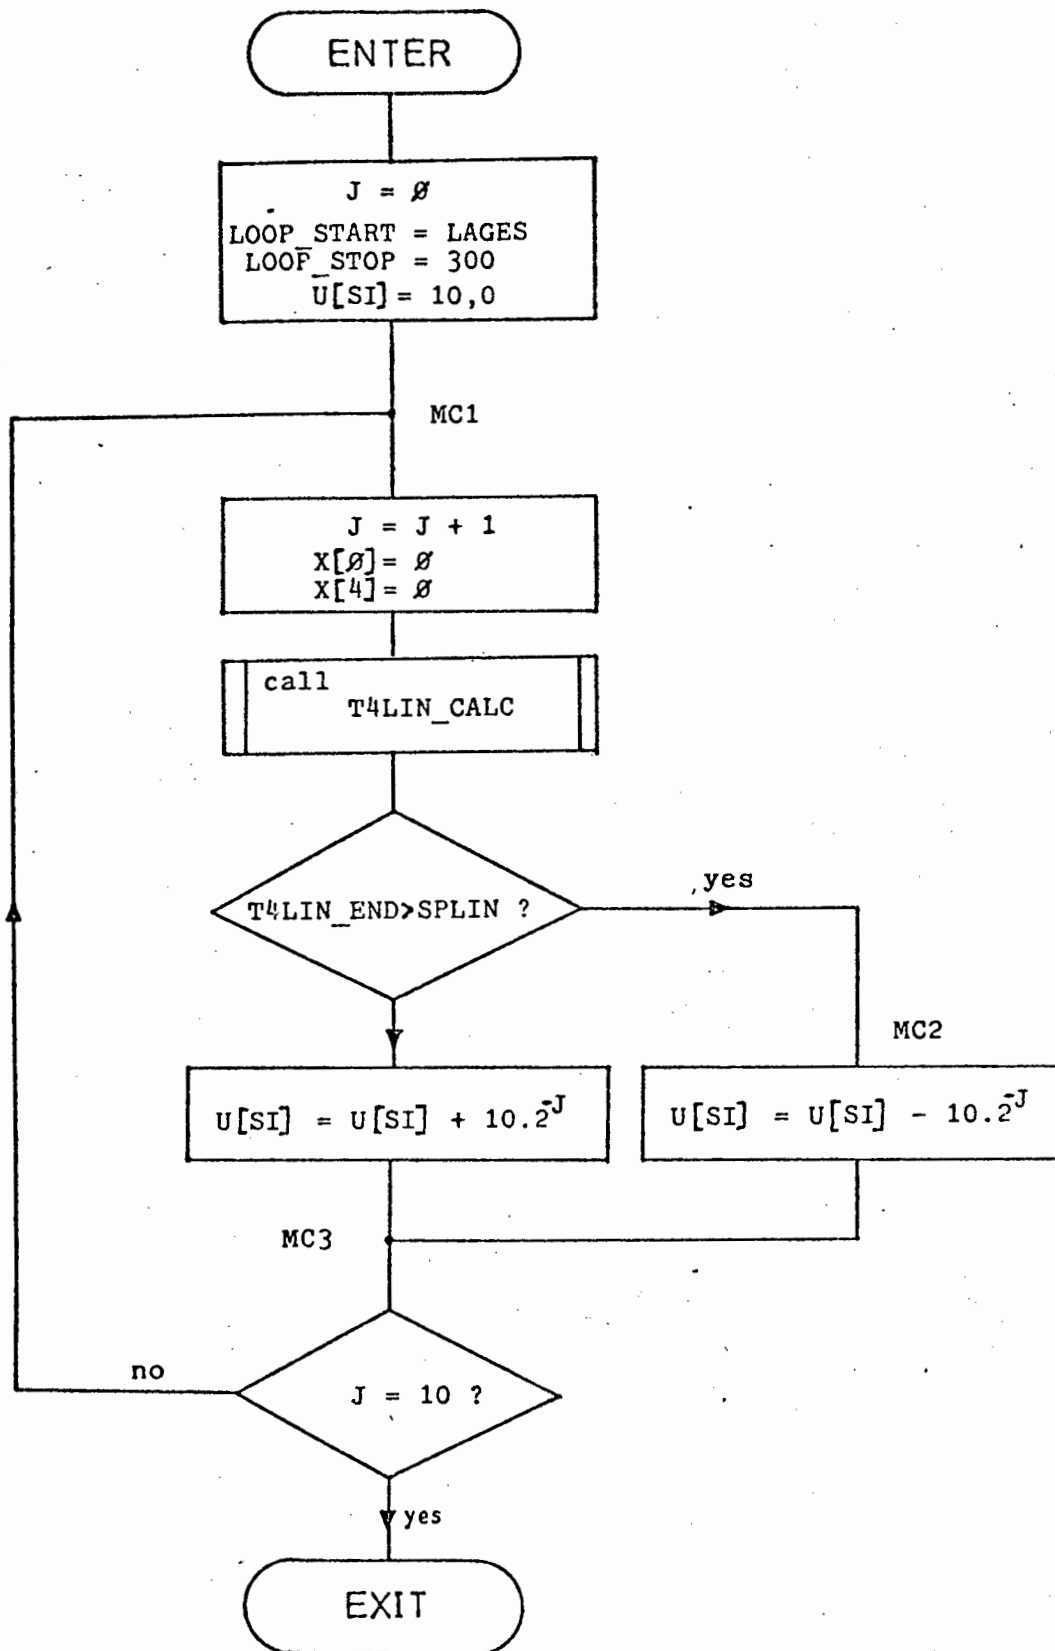 ENTER
J = Ø
LOOP_START = LAGES
LOOP_STOP = 300
U[SI] = 10,0
MC1
J = J + 1
X[Ø] = Ø
X[4] = Ø
call
T4LIN_CALC
T4LIN_END>SPLIN ?
yes
MC2
U[SI] = U[SI] + 10.2^-J
U[SI] = U[SI] - 10.2^-J
MC3
no
J = 10 ?
yes
EXIT